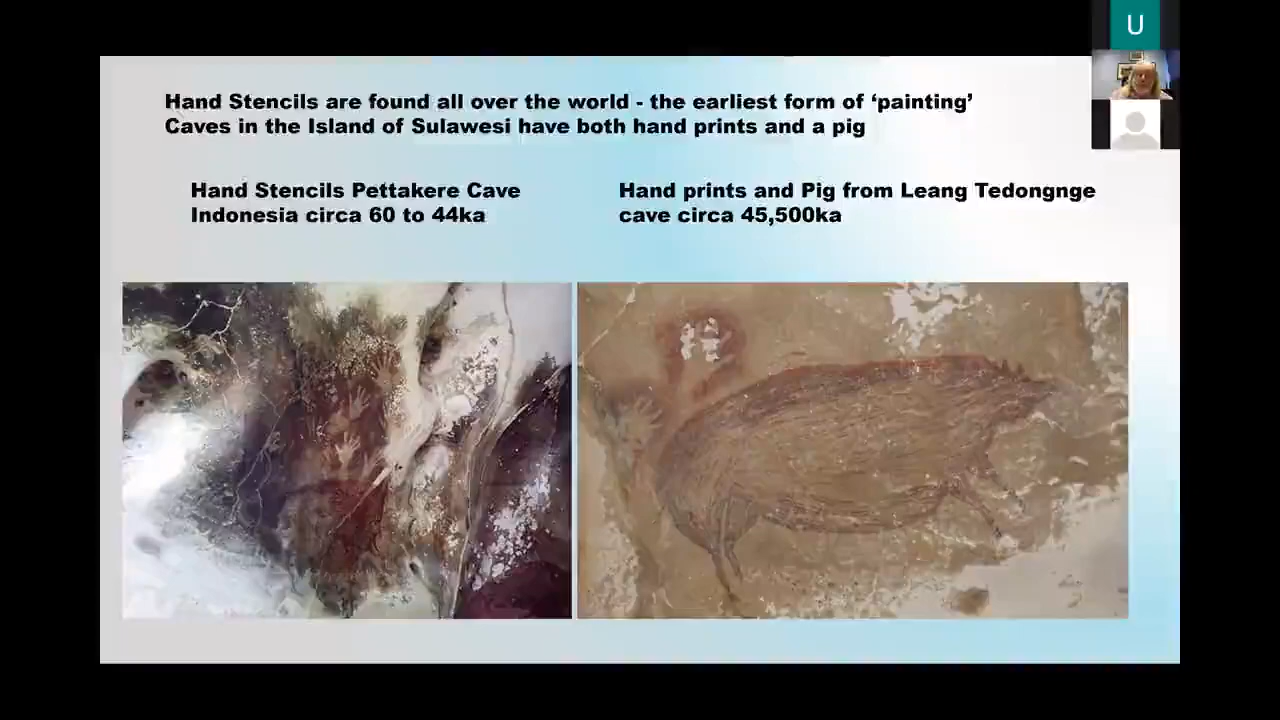 U
Hand Stencils are found all over the world - the earliest form of ‘painting’
Caves in the Island of Sulawesi have both hand prints and a pig
Hand Stencils Pettakere Cave
Indonesia circa 60 to 44ka
Hand prints and Pig from Leang Tedongnge
cave circa 45,500ka